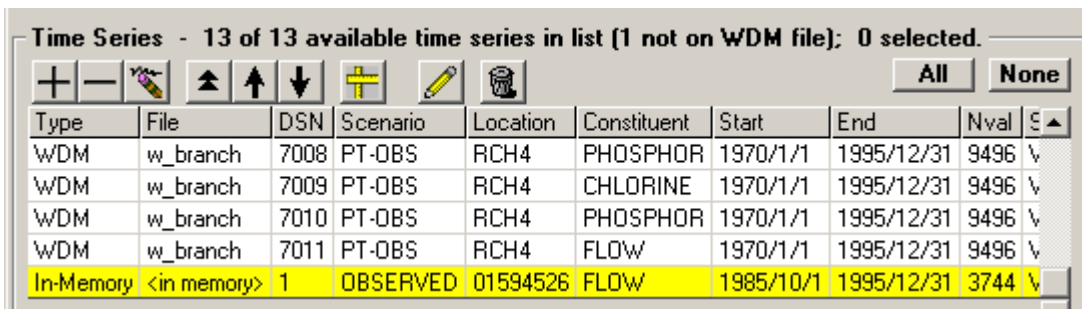 Time Series - 13 of 13 available time series in list (1 not on WDM file); 0 selected.
All None
Type File DSN Scenario Location Constituent Start End Nval
WDM w_branch 7008 PT-OBS RCH4 PHOSPHOR 1970/1/1 1995/12/31 9496
WDM w_branch 7009 PT-OBS RCH4 CHLORINE 1970/1/1 1995/12/31 9496
WDM w_branch 7010 PT-OBS RCH4 PHOSPHOR 1970/1/1 1995/12/31 9496
WDM w_branch 7011 PT-OBS RCH4 FLOW 1970/1/1 1995/12/31 9496
In-Memory <in memory> 1 OBSERVED 01594526 FLOW 1985/10/1 1995/12/31 3744